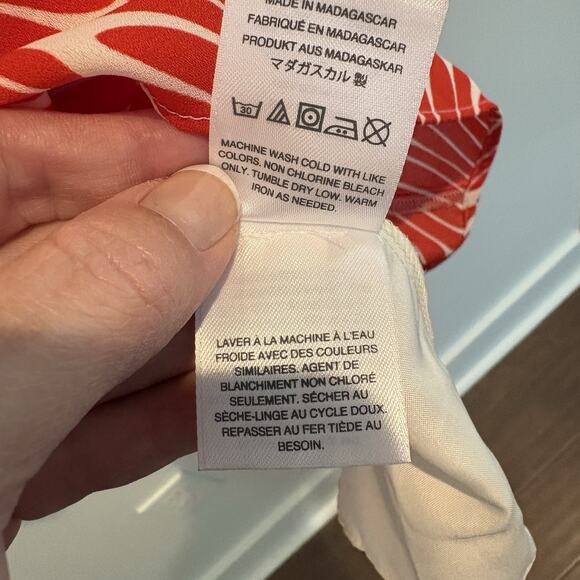 MADE IN MADAGASCAR
FABRIQUÉ EN MADAGASCAR
PRODUKT AUS MADAGASKAR
マダガスカル 製
30
MACHINE WASH COLD WITH LIKE
COLORS. NON CHLORINE BLEACH
ONLY. TUMBLE DRY LOW. WARM
IRON AS NEEDED.
LAVER À LA MACHINE À L'EAU
FROIDE AVEC DES COULEURS
SIMILAIRES. AGENT DE
BLANCHIMENT NON CHLORÉ
SEULEMENT. SÉCHER AU
SÈCHE-LINGE AU CYCLE DOUX.
REPASSER AU FER TIÈDE AU
BESOIN.